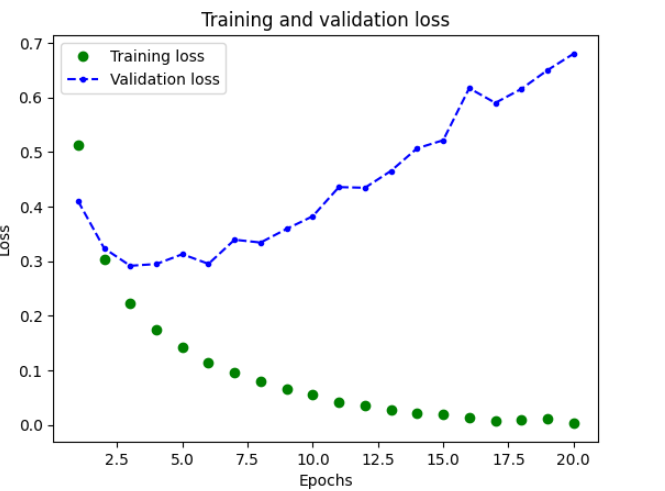 Training and validation loss
Training loss
Validation loss
0.7
0.6
0.5
0.4
0.3
0.2
0.1
0.0
Loss
2.5 5.0 7.5 10.0 12.5 15.0 17.5 20.0
Epochs